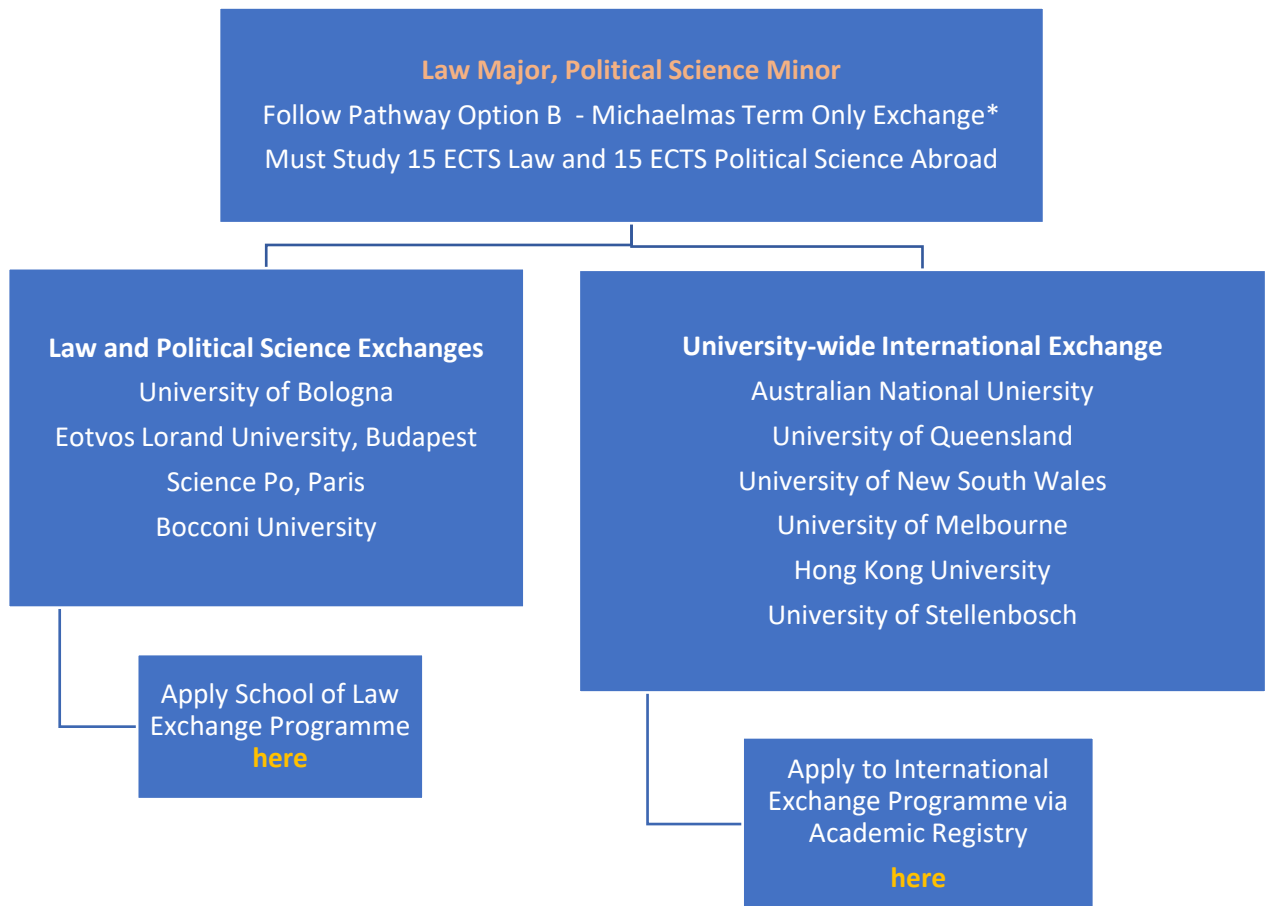 Law Major, Political Science Minor
Follow Pathway Option B - Michaelmas Term Only Exchange*
Must Study 15 ECTS Law and 15 ECTS Political Science Abroad
Law and Political Science Exchanges
University of Bologna
Eotvos Lorand University, Budapest
Science Po, Paris
Bocconi University
Apply School of Law
Exchange Programme
here
University-wide International Exchange
Australian National Uniersity
University of Queensland
University of New South Wales
University of Melbourne
Hong Kong University
University of Stellenbosch
Apply to International
Exchange Programme via
Academic Registry
here